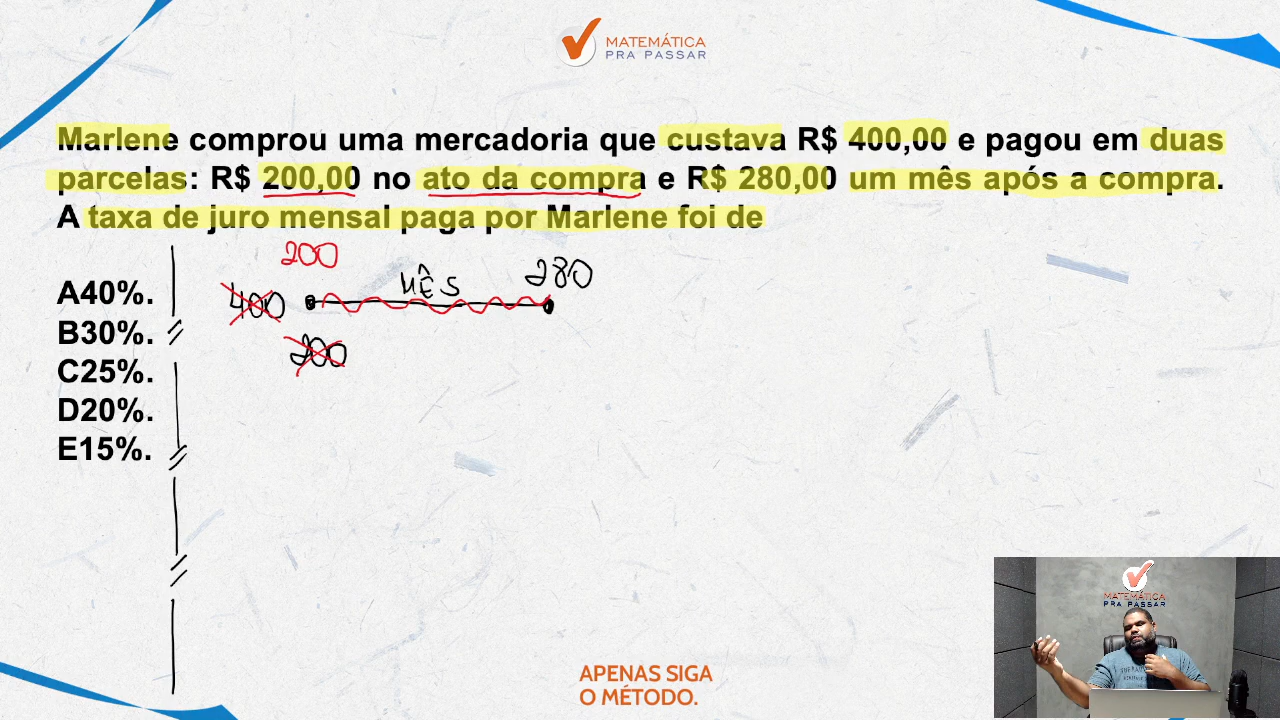 MATEMÁTICA
PRA PASSAR
Marlene comprou uma mercadoria que custava R$ 400,00 e pagou em duas
parcelas: R$ 200,00 no ato da compra e R$ 280,00 um mês após a compra.
A taxa de juro mensal paga por Marlene foi de
200
400 MÊS 280
200
A40%.
B30%.
C25%.
D20%.
E15%.
MATEMÁTICA
PRA PASSAR
APENAS SIGA
O MÉTODO.